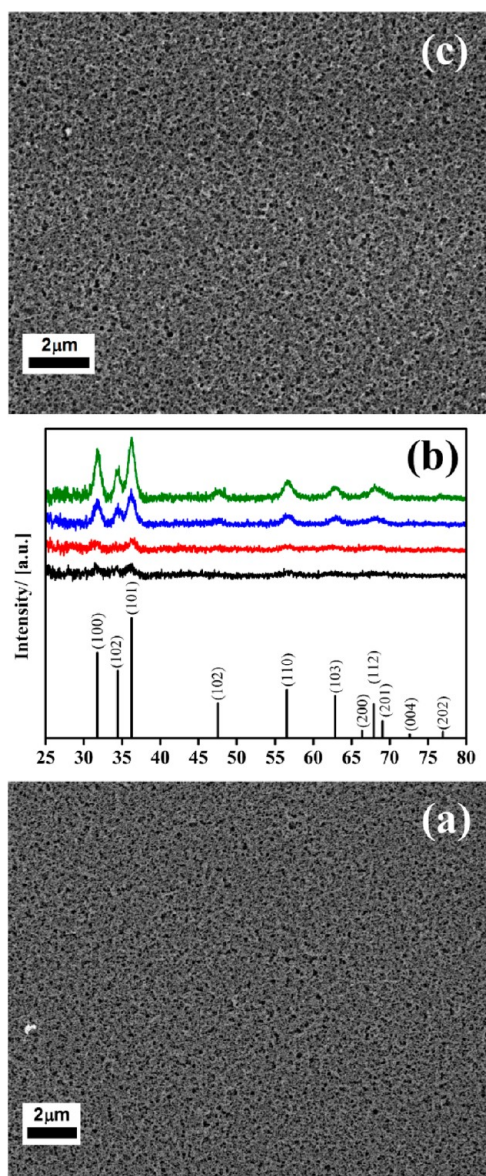 (c)
2μm
(b)
Intensity/ [a.u.]
(100)
(102)
(101)
(102)
(110)
(103)
(200)
(112)
(201)
(004)
(202)
25 30 35 40 45 50 55 60 65 70 75 80
(a)
2μm